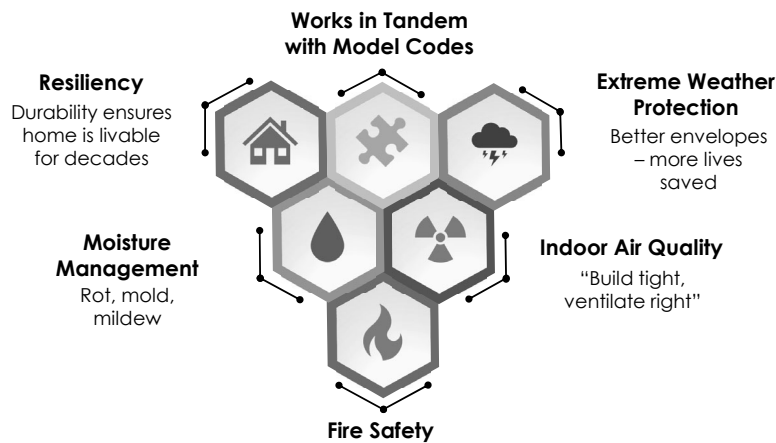 Works in Tandem
with Model Codes
Resiliency
Durability ensures
home is livable
for decades
Extreme Weather
Protection
Better envelopes
– more lives
saved
Moisture
Management
Rot, mold,
mildew
Indoor Air Quality
“Build tight,
ventilate right”
Fire Safety